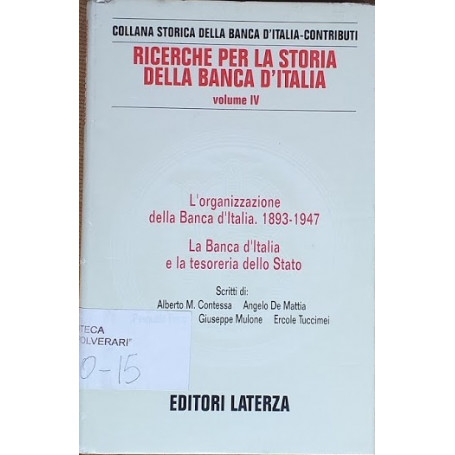 COLLANA STORICA DELLA BANCA D'ITALIA-CONTRIBUTI
RICERCHE PER LA STORIA
DELLA BANCA D'ITALIA
volume IV
L'organizzazione
della Banca d'Italia. 1893-1947
La Banca d'Italia
e la tesoreria dello Stato
Scritti di:
Alberto M. Contessa Angelo De Mattia
Giuseppe Mulone Ercole Tuccimei
TECA
OLVERARI"
0-15
EDITORI LATERZA